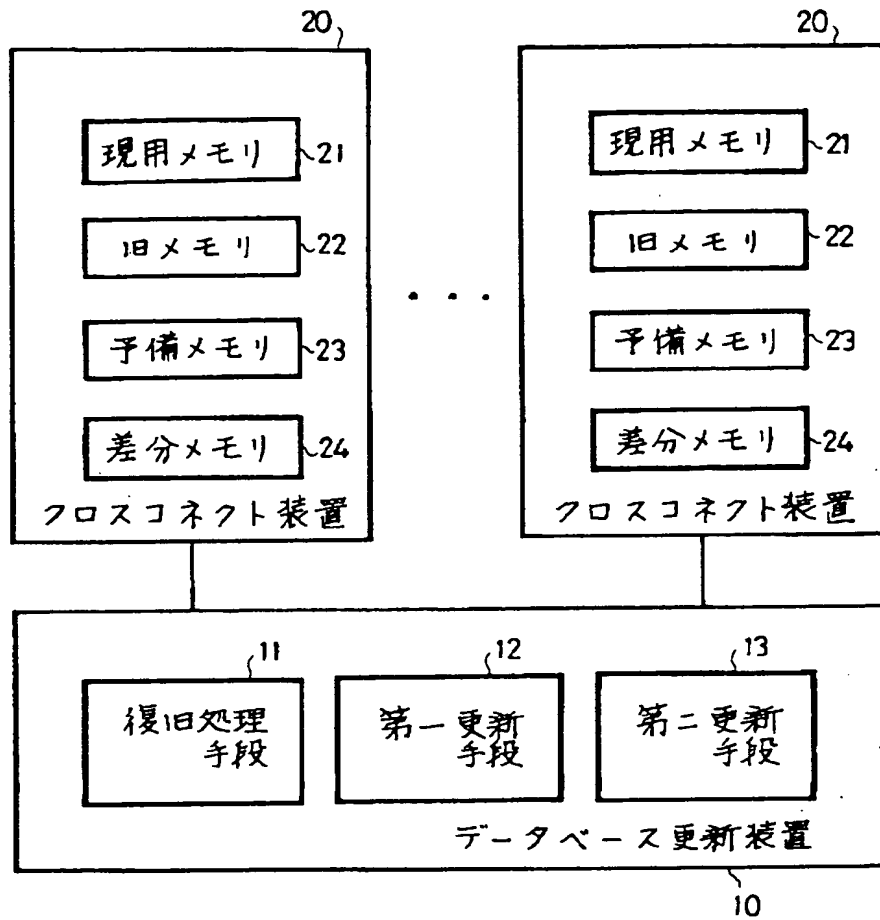 20
20
現用メモリ
21
旧メモリ
22
予備メモリ
23
差分メモリ
24
クロスコネクト装置
・・・
現用メモリ
21
旧メモリ
22
予備メモリ
23
差分メモリ
24
クロスコネクト装置
11
復旧処理
手段
12
第一更新
手段
13
第二更新
手段
データベース更新装置
10